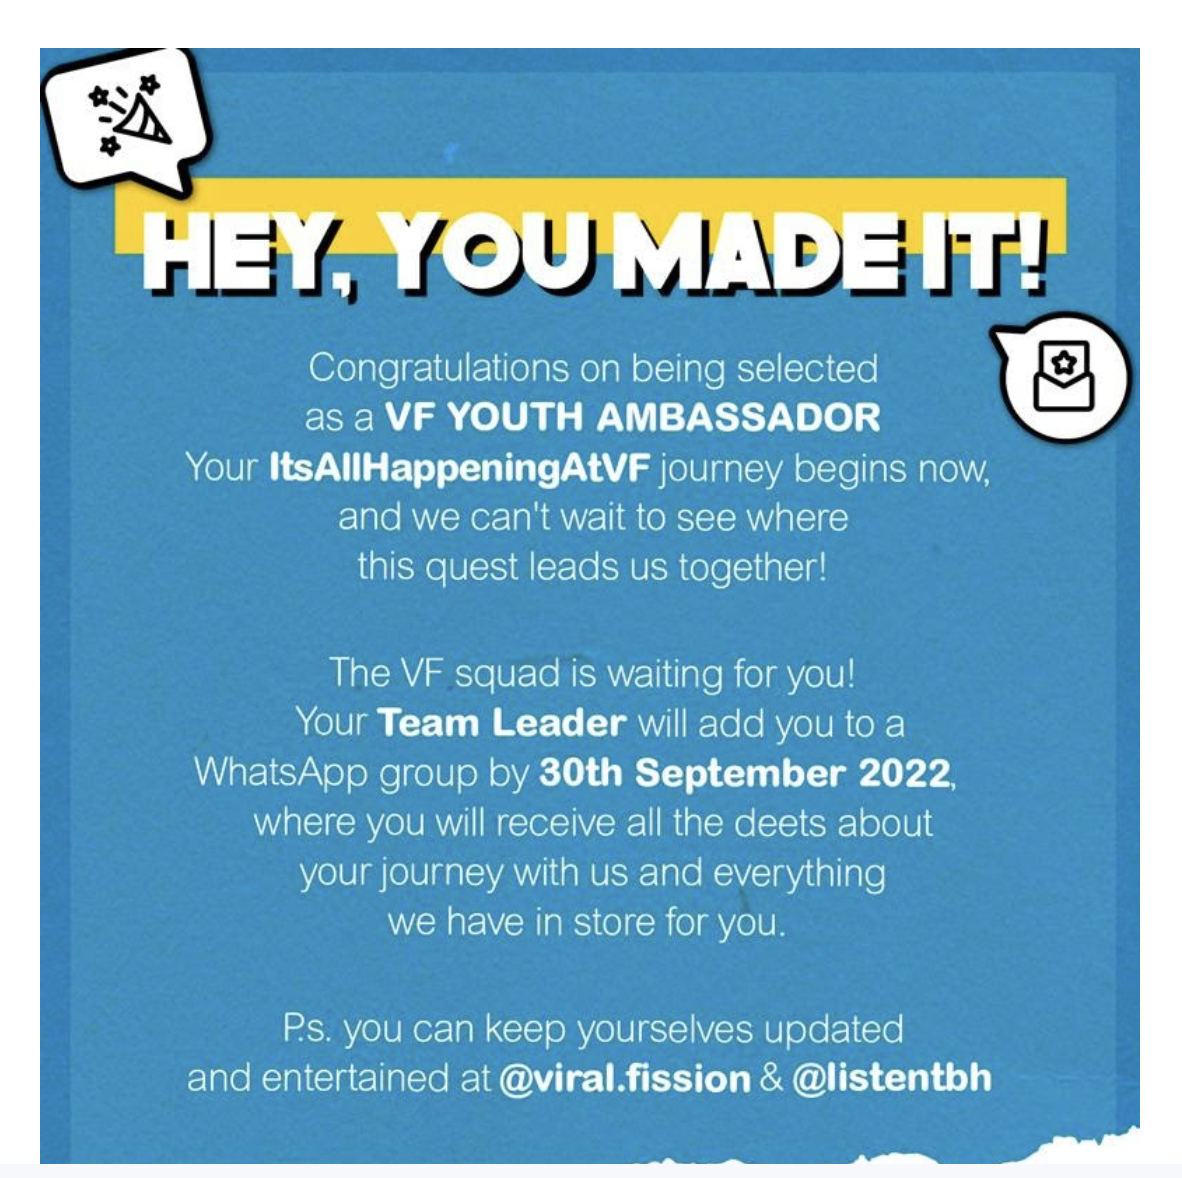 HEY, YOU MADE IT!
Congratulations on being selected
as a VF YOUTH AMBASSADOR
Your ItsAllHappeningAtVF journey begins now,
and we can't wait to see where
this quest leads us together!
The VF squad is waiting for you!
Your Team Leader will add you to a
WhatsApp group by 30th September 2022,
where you will receive all the deets about
your journey with us and everything
we have in store for you.
P.s. you can keep yourselves updated
and entertained at @viral.fission & @listentbh